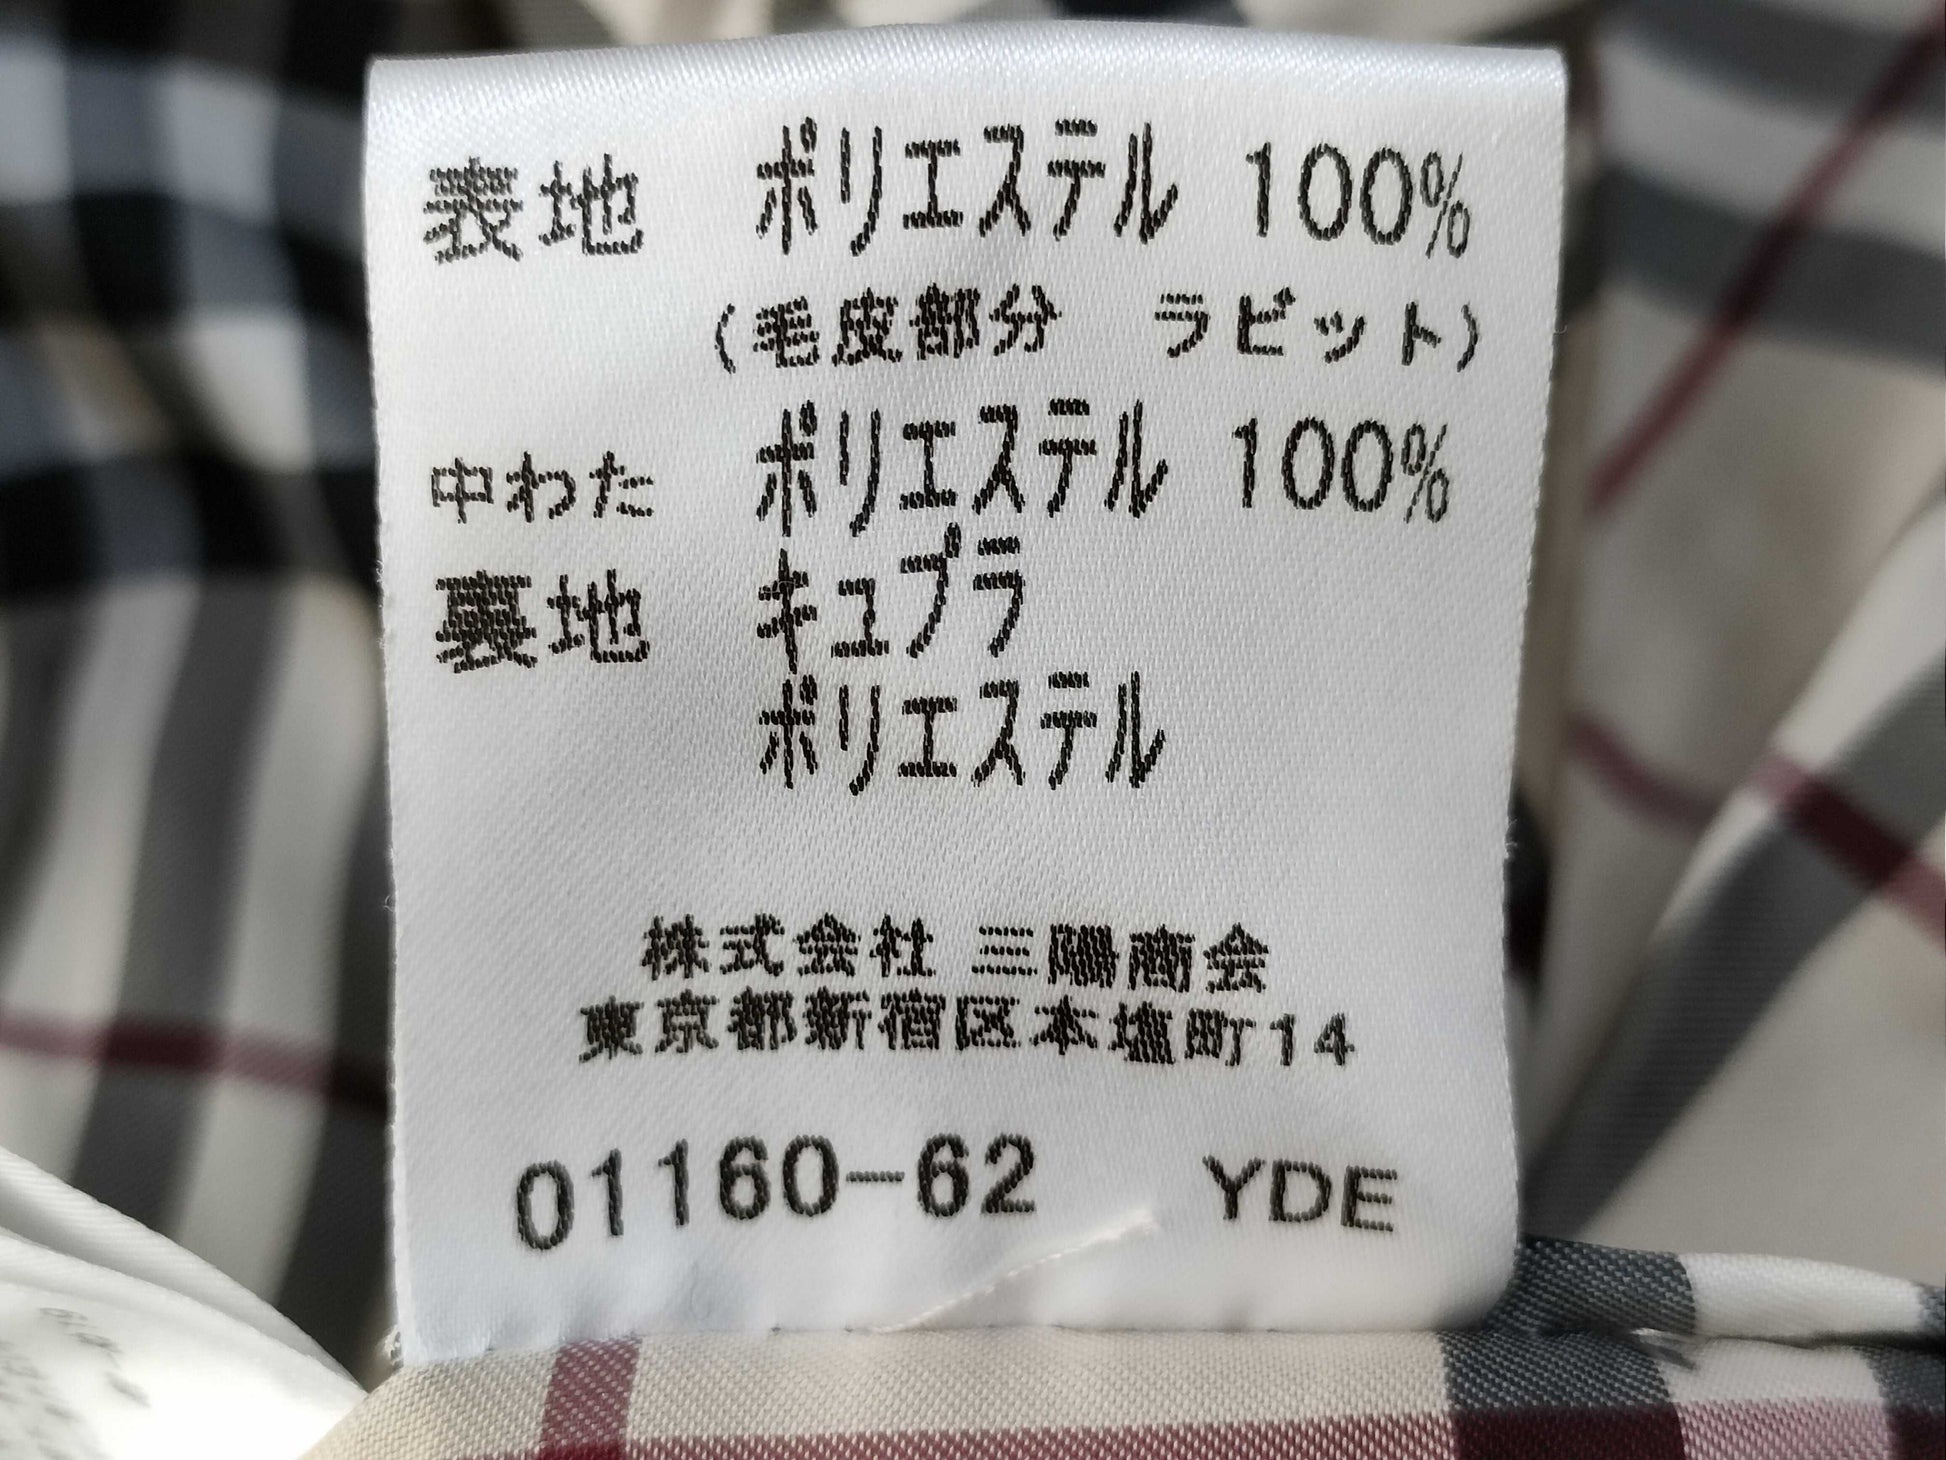 表地 ポリエステル 100%
(毛皮部分 ラビット)
中わた ポリエステル 100%
裏地 キュプラ
ポリエステル
株式会社 三陽商会
東京都新宿区本塩町14
01160-62 YDE